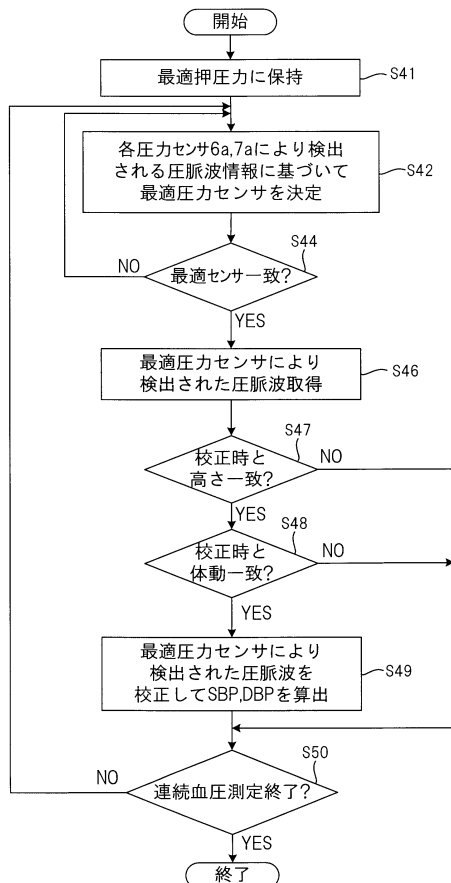 開始
最適押圧力に保持
S41
各圧力センサ6a,7aにより検出
される圧脈波情報に基づいて
最適圧力センサを決定
S42
S44
最適センサ一致?
NO
YES
最適圧力センサにより
検出された圧脈波取得
S46
S47
校正時と
高さ一致?
NO
YES
S48
校正時と
体動一致?
NO
YES
最適圧力センサにより
検出された圧脈波を
校正してSBP,DBPを算出
S49
S50
連続血圧測定終了?
NO
YES
終了